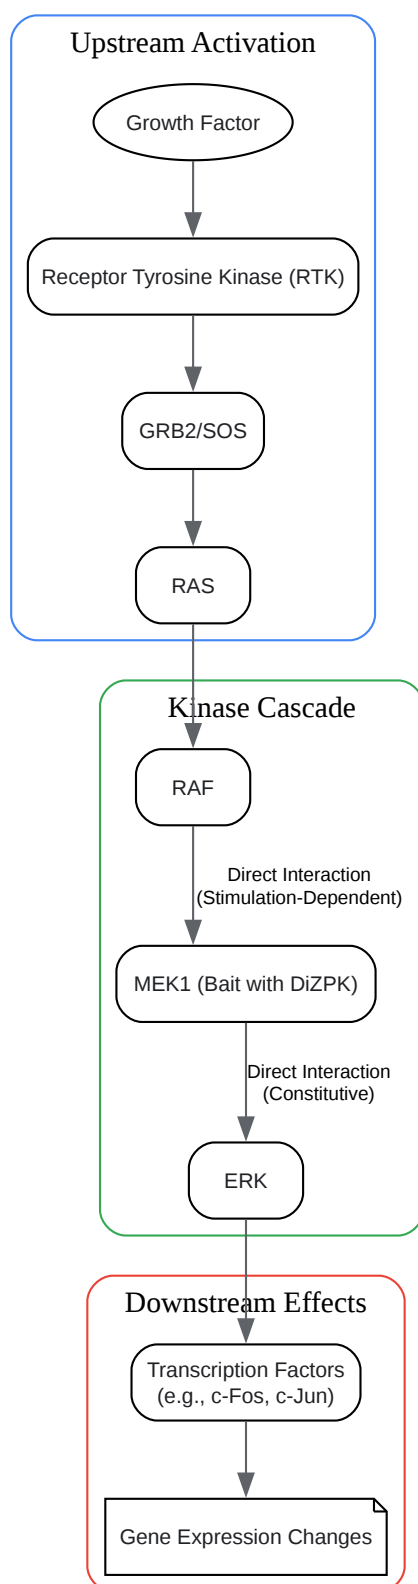 Upstream Activation
Growth Factor
Receptor Tyrosine Kinase (RTK)
GRB2/SOS
RAS
Kinase Cascade
RAF
Direct Interaction
(Stimulation-Dependent)
MEK1 (Bait with DiZPK)
Direct Interaction
(Constitutive)
ERK
Downstream Effects
Transcription Factors
(e.g., c-Fos, c-Jun)
Gene Expression Changes